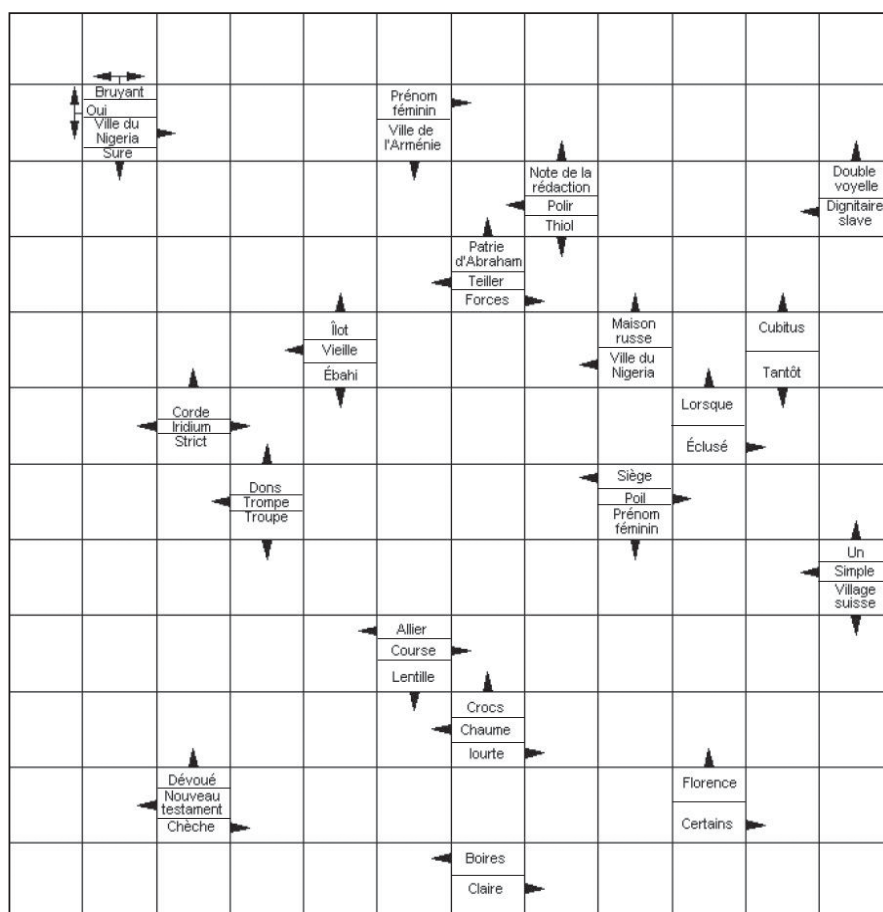 Bruyant
Oui
Ville du
Nigeria
Sure
Prénom
féminin
Ville de
l'Arménie
Note de la
rédaction
Polir
Thiol
Double
voyelle
Dignitaire
slave
Patrie
d'Abraham
Teiller
Forces
Îlot
Vieille
Ébahi
Maison
russe
Ville du
Nigeria
Cubitus
Tantôt
Corde
Iridium
Strict
Lorsque
Éclusé
Dons
Trompe
Troupe
Siège
Poil
Prénom
féminin
Un
Simple
Village
suisse
Allier
Course
Lentille
Crocs
Chaume
Iourte
Dévoué
Nouveau
testament
Chèche
Florence
Certains
Boires
Claire